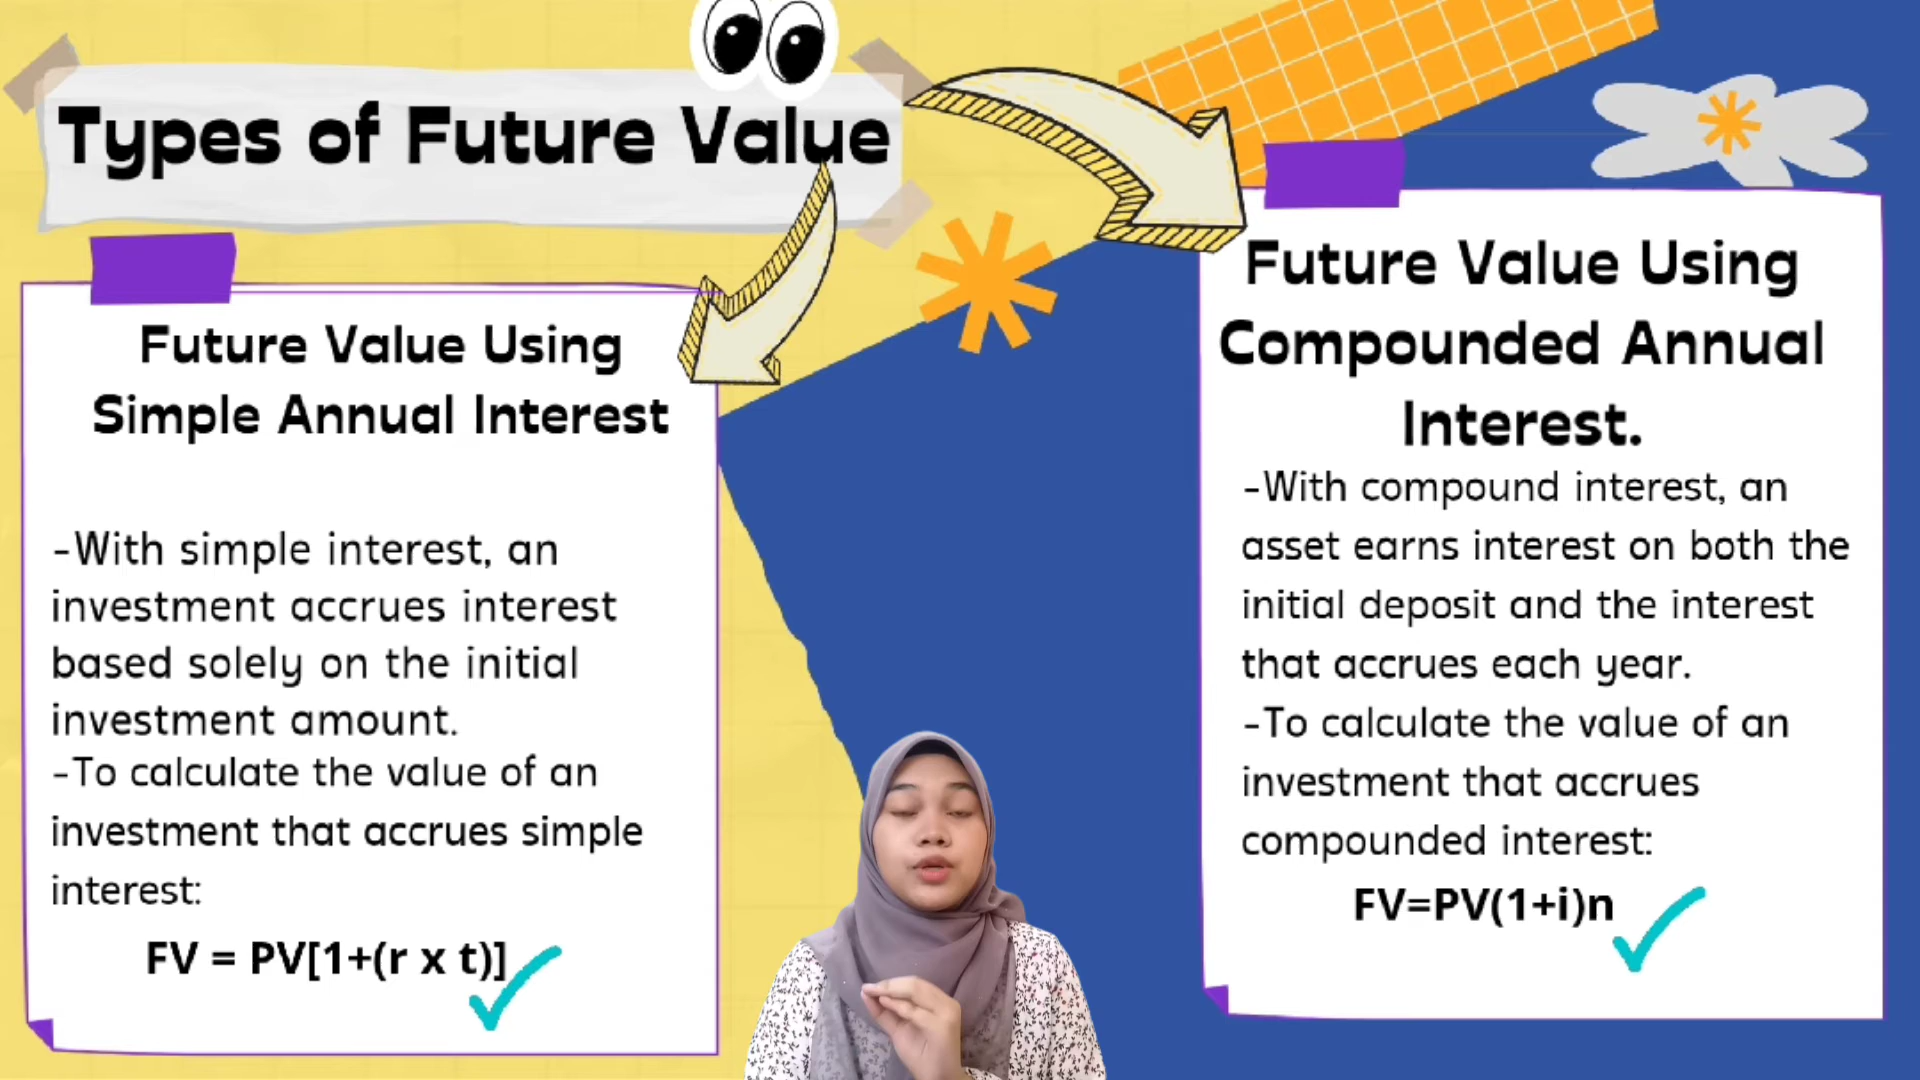 Types of Future Value
Future Value Using
Simple Annual Interest
-With simple interest, an
investment accrues interest
based solely on the initial
investment amount.
-To calculate the value of an
investment that accrues simple
interest:
FV = PV[1+(r x t)]
Future Value Using
Compounded Annual
Interest.
-With compound interest, an
asset earns interest on both the
initial deposit and the interest
that accrues each year.
-To calculate the value of an
investment that accrues
compounded interest:
FV=PV(1+i)n